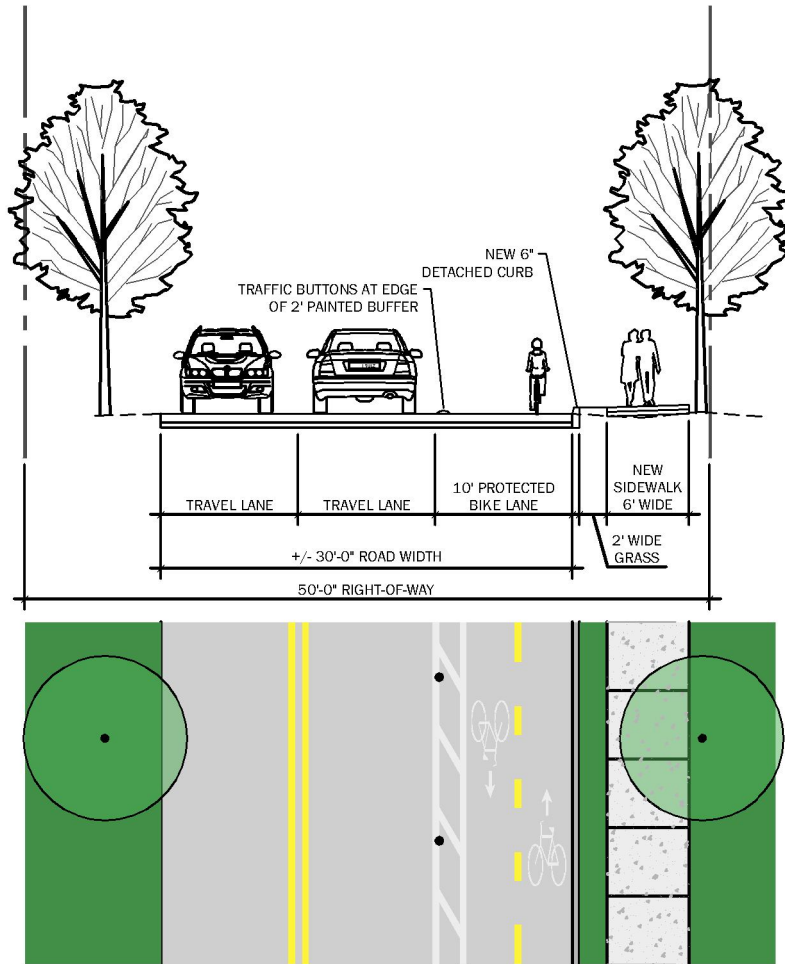 NEW 6"
DETACHED CURB
TRAFFIC BUTTONS AT EDGE
OF 2' PAINTED BUFFER
TRAVEL LANE
TRAVEL LANE
10' PROTECTED
BIKE LANE
NEW
SIDEWALK
6' WIDE
2' WIDE
GRASS
+/- 30'-0" ROAD WIDTH
50'-0" RIGHT-OF-WAY